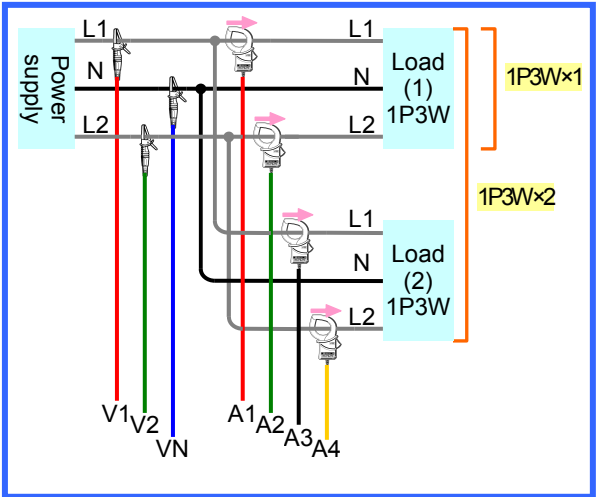 Power
supply
L1
N
L2
L1
N
L2
Load
(1)
1P3W
1P3W×1
1P3W×2
L1
N
L2
Load
(2)
1P3W
V1
V2
VN
A1
A2
A3
A4